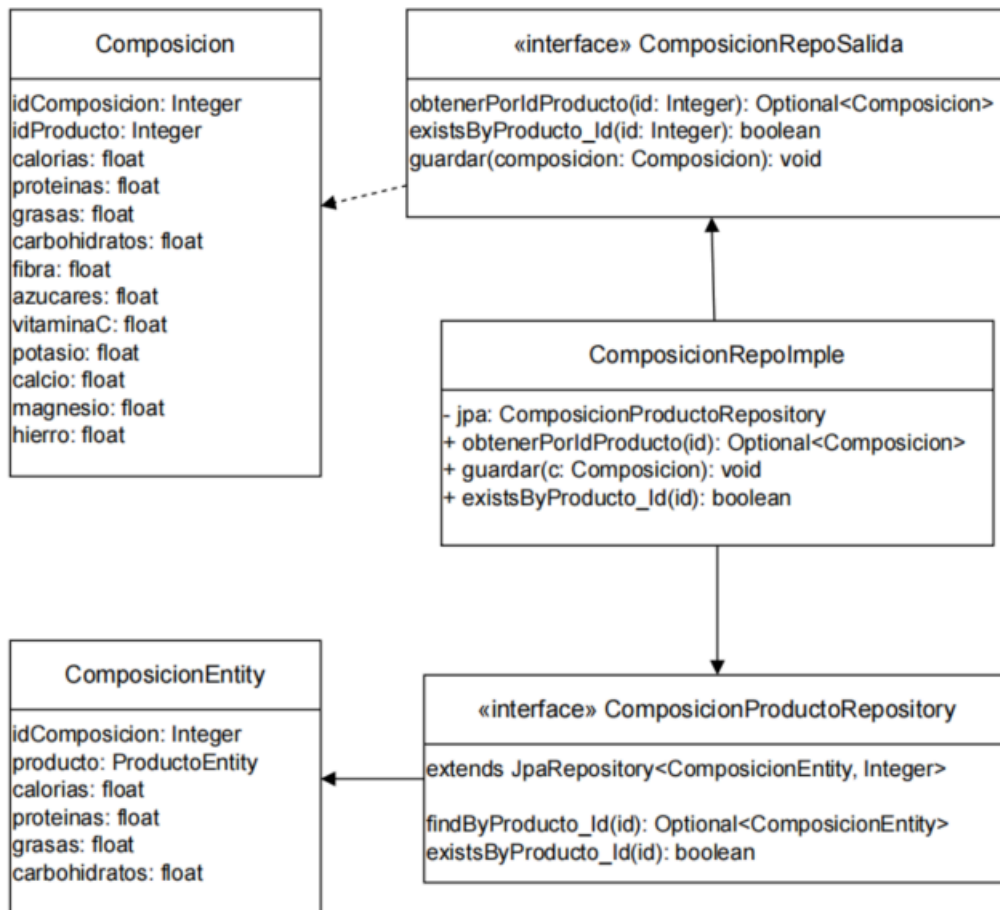 Composicion
idComposicion: Integer
idProducto: Integer
calorias: float
proteinas: float
grasas: float
carbohidratos: float
fibra: float
azucares: float
vitaminaC: float
potasio: float
calcio: float
magnesio: float
hierro: float
«interface» ComposicionRepoSalida
obtenerPorIdProducto(id: Integer): Optional<Composicion>
existsByProducto_Id(id: Integer): boolean
guardar(composicion: Composicion): void
ComposicionRepoImple
- jpa: ComposicionProductoRepository
+ obtenerPorIdProducto(id): Optional<Composicion>
+ guardar(c: Composicion): void
+ existsByProducto_Id(id): boolean
ComposicionEntity
idComposicion: Integer
producto: ProductoEntity
calorias: float
proteinas: float
grasas: float
carbohidratos: float
«interface» ComposicionProductoRepository
extends JpaRepository<ComposicionEntity, Integer>
findByProducto_Id(id): Optional<ComposicionEntity>
existsByProducto_Id(id): boolean